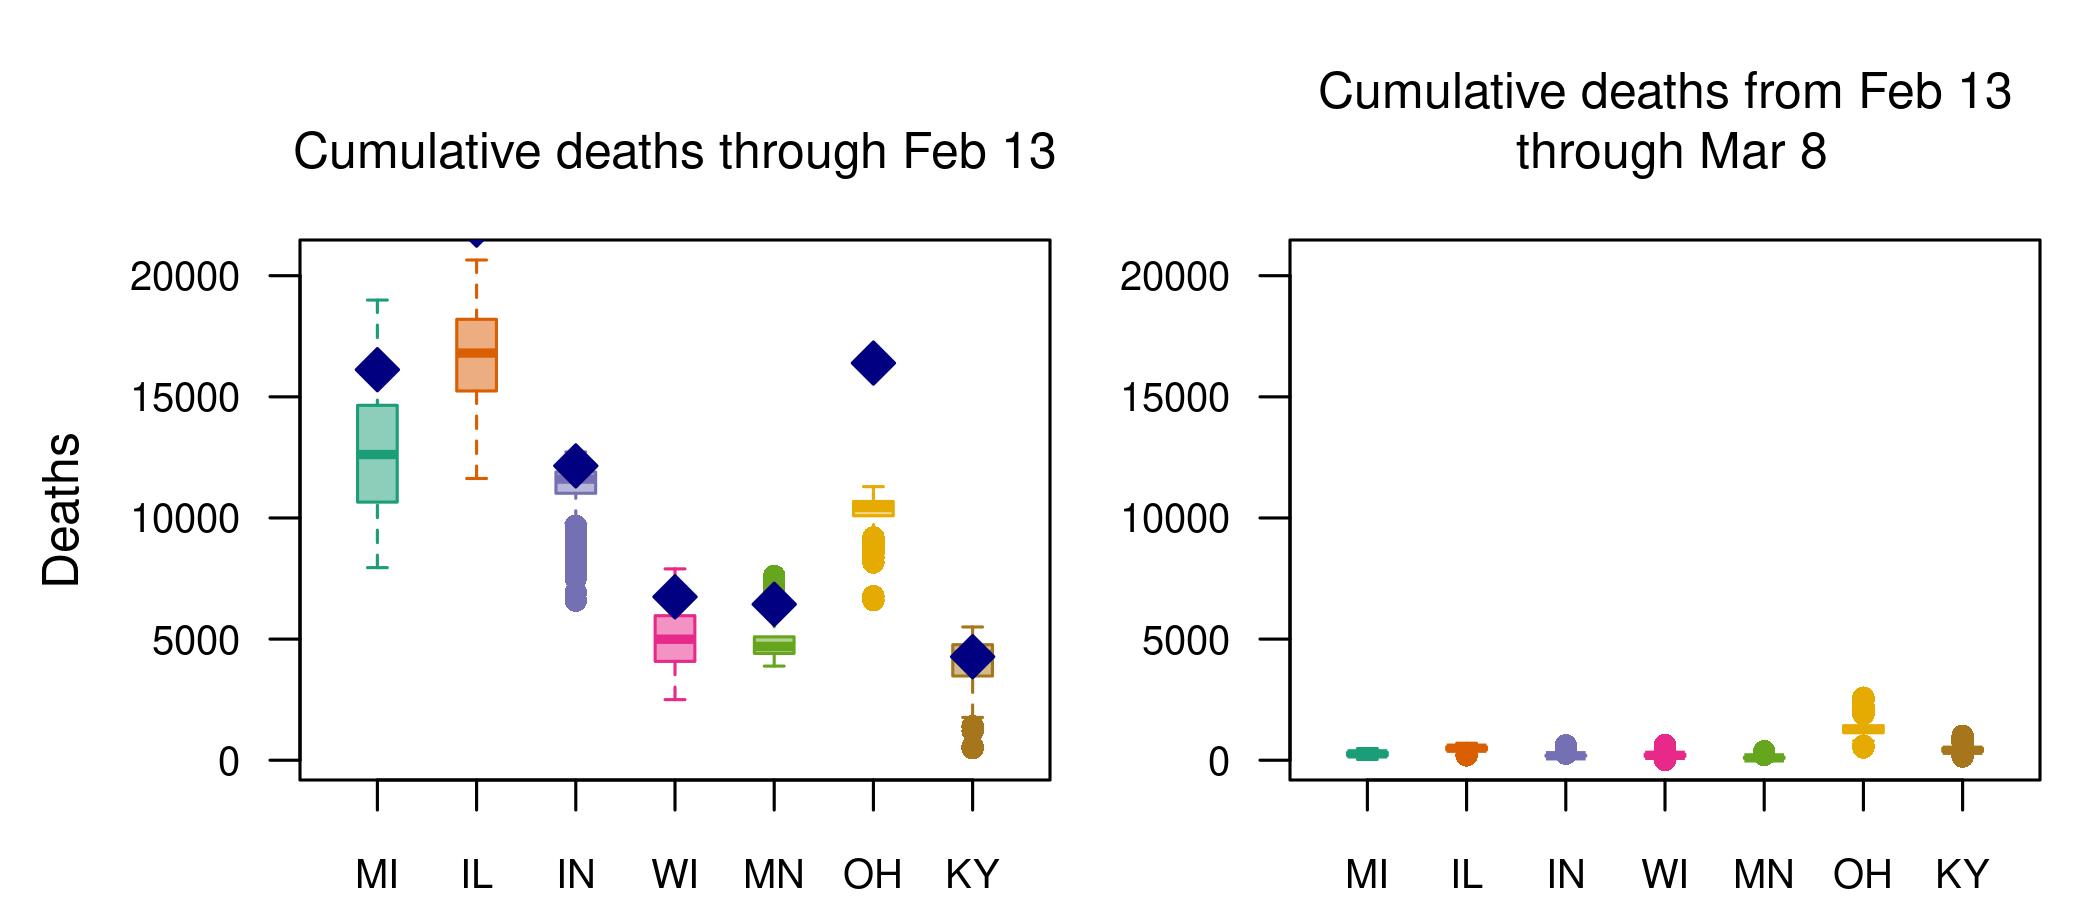 Cumulative deaths through Feb 13
Deaths
20000
15000
10000
5000
0
MI IL IN WI MN OH KY
Cumulative deaths from Feb 13
through Mar 8
20000
15000
10000
5000
0
MI IL IN WI MN OH KY